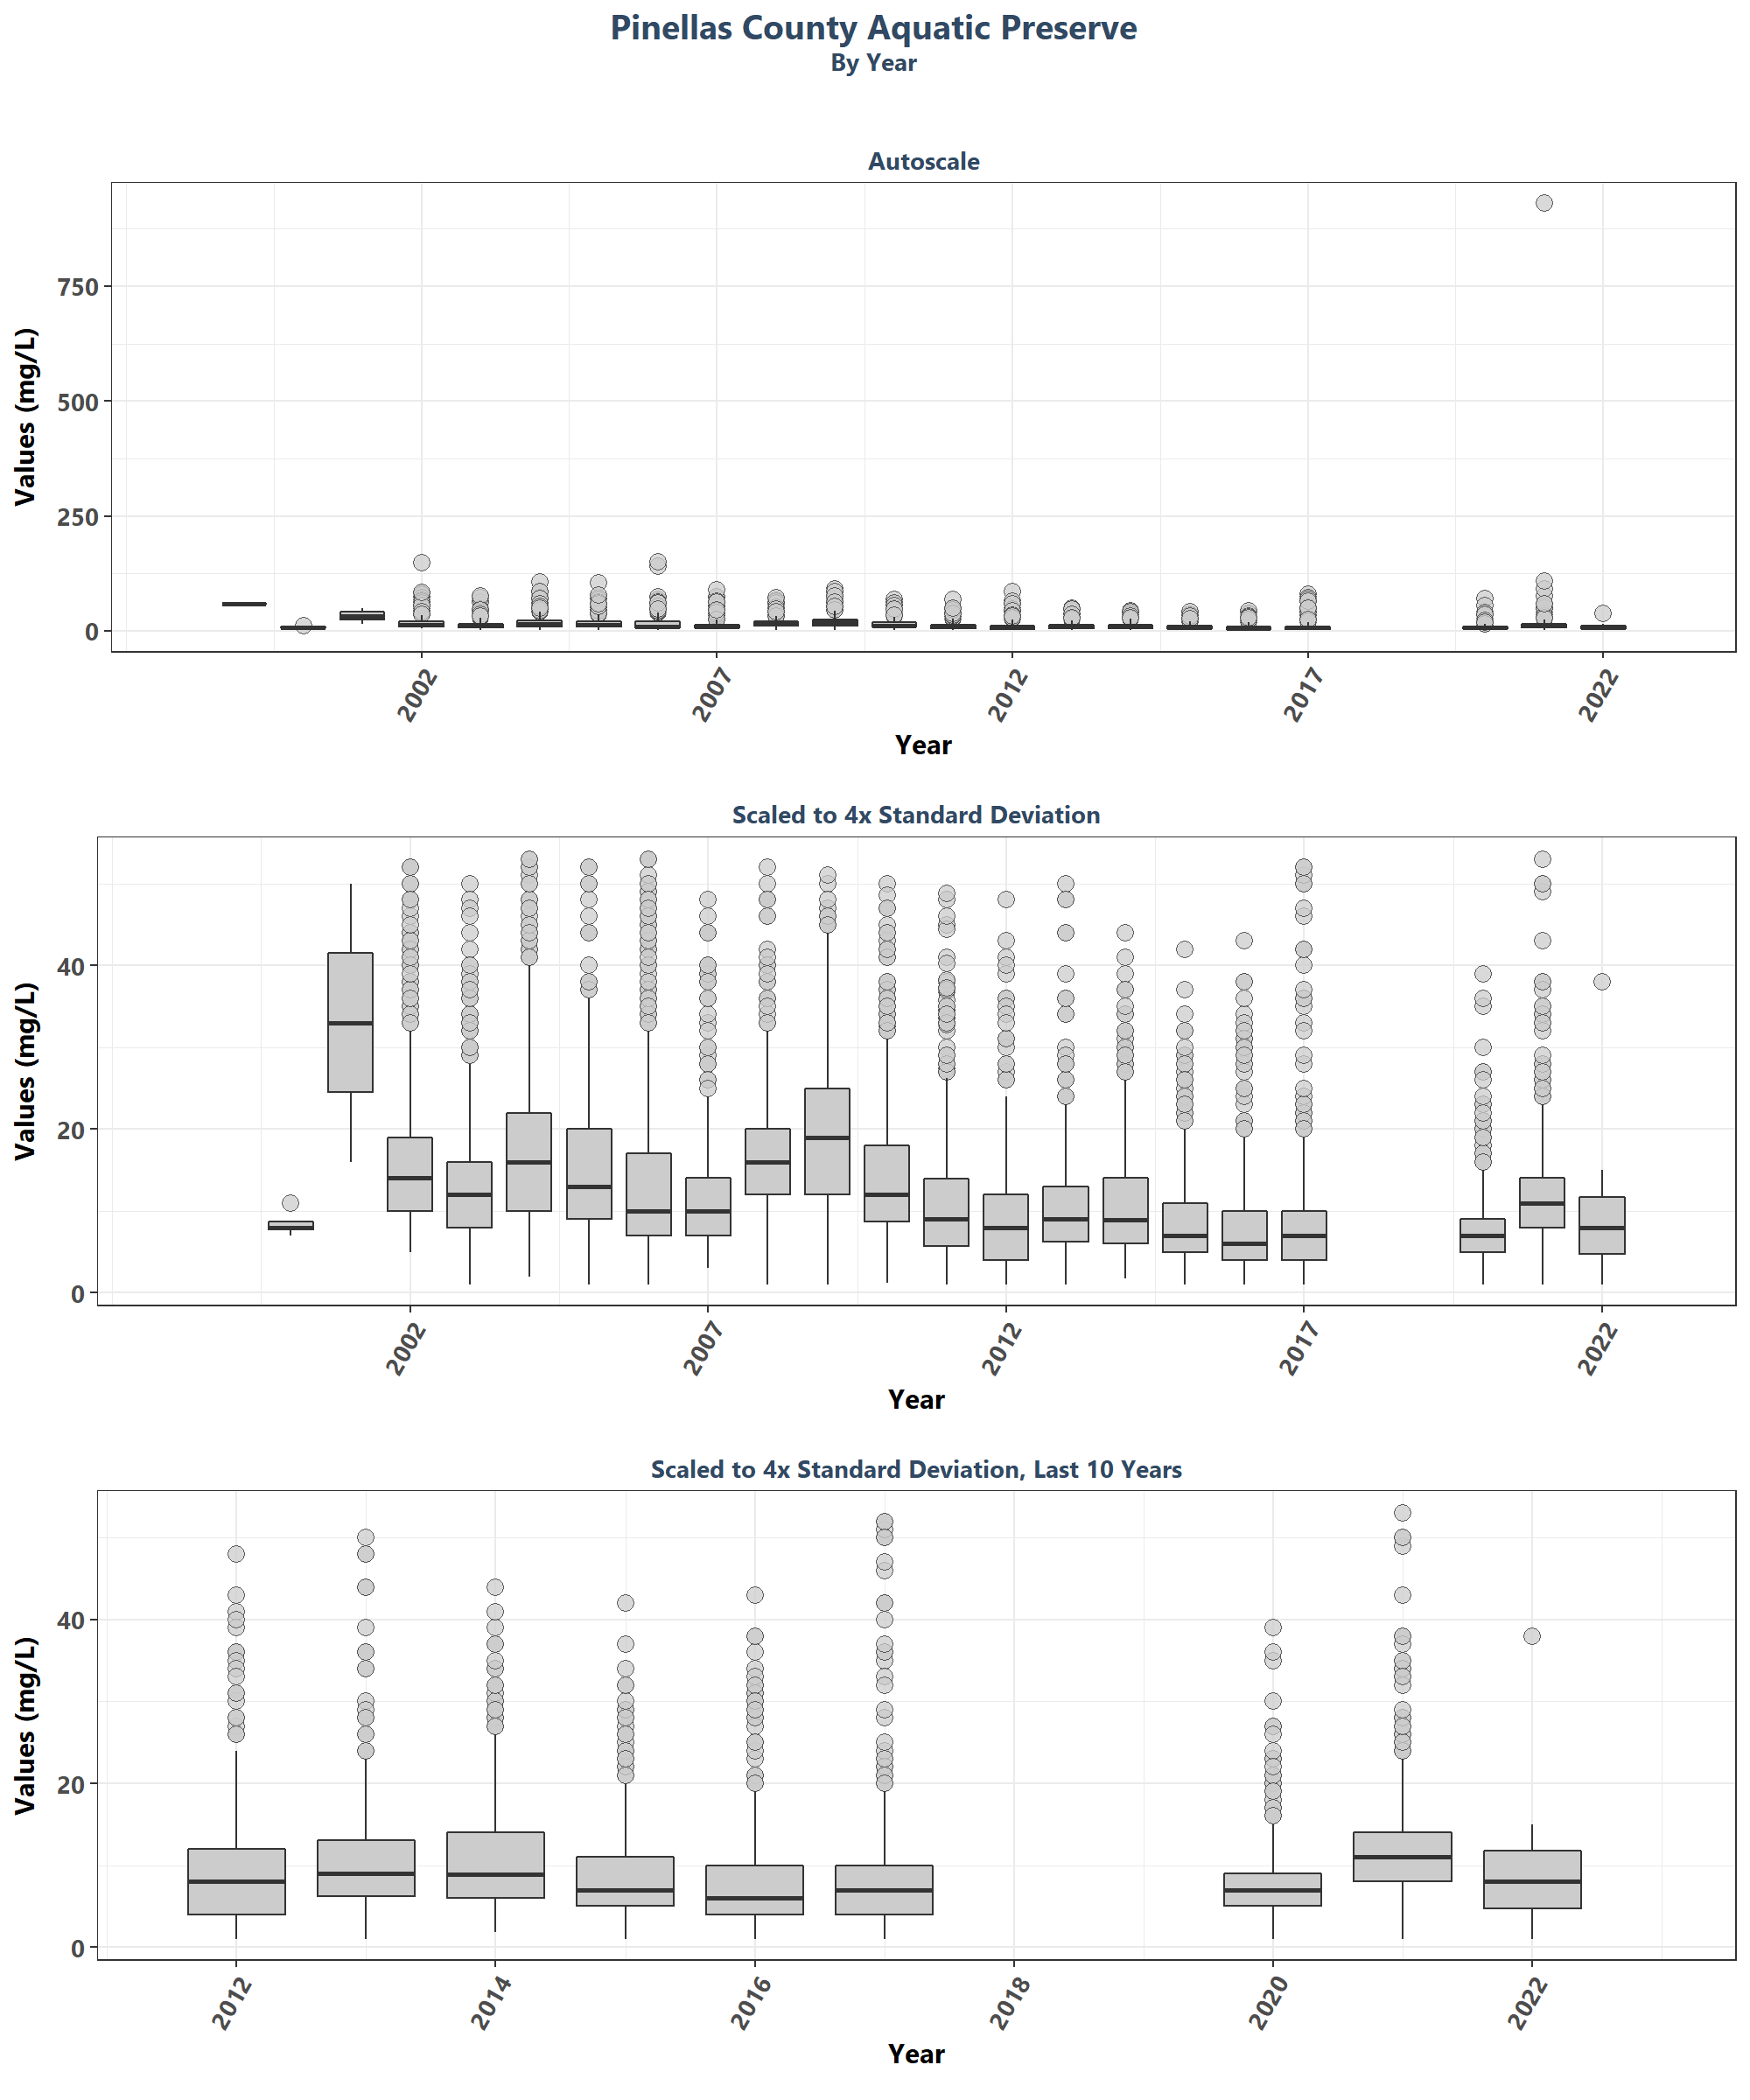 Pinellas County Aquatic Preserve
By Year
Autoscale
Values (mg/L)
750
500
250
0
2002
2007
2012
2017
2022
Year
Scaled to 4x Standard Deviation
Values (mg/L)
40
20
0
2002
2007
2012
2017
2022
Year
Scaled to 4x Standard Deviation, Last 10 Years
Values (mg/L)
40
20
0
2012
2014
2016
2018
2020
2022
Year